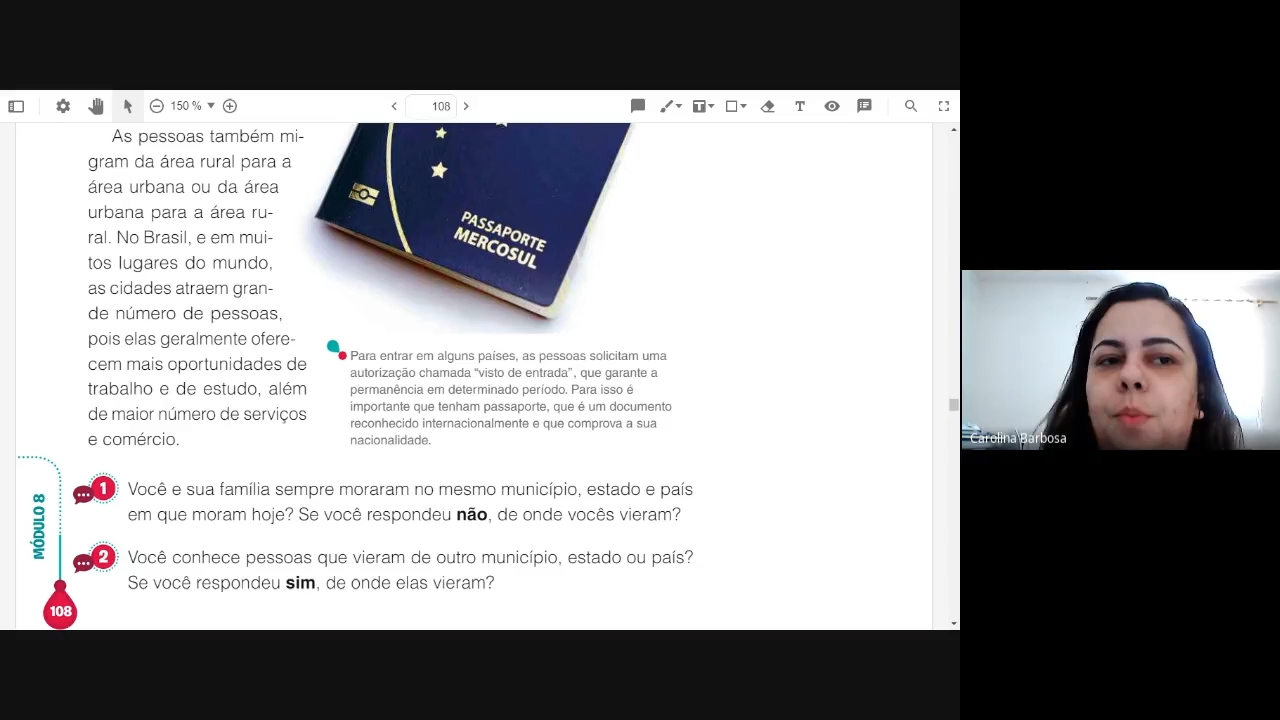 150 %
108
As pessoas também mi-
gram da área rural para a
área urbana ou da área
urbana para a área ru-
ral. No Brasil, e em mui-
tos lugares do mundo,
as cidades atraem gran-
de número de pessoas,
pois elas geralmente ofere-
cem mais oportunidades de
trabalho e de estudo, além
de maior número de serviços
e comércio.
PASSAPORTE
MERCOSUL
Para entrar em alguns países, as pessoas solicitam uma
autorização chamada “visto de entrada”, que garante a
permanência em determinado período. Para isso é
importante que tenham passaporte, que é um documento
reconhecido internacionalmente e que comprova a sua
nacionalidade.
1 Você e sua família sempre moraram no mesmo município, estado e país
em que moram hoje? Se você respondeu não, de onde vocês vieram?
2 Você conhece pessoas que vieram de outro município, estado ou país?
Se você respondeu sim, de onde elas vieram?
MÓDULO 8
108
Carolina Barbosa